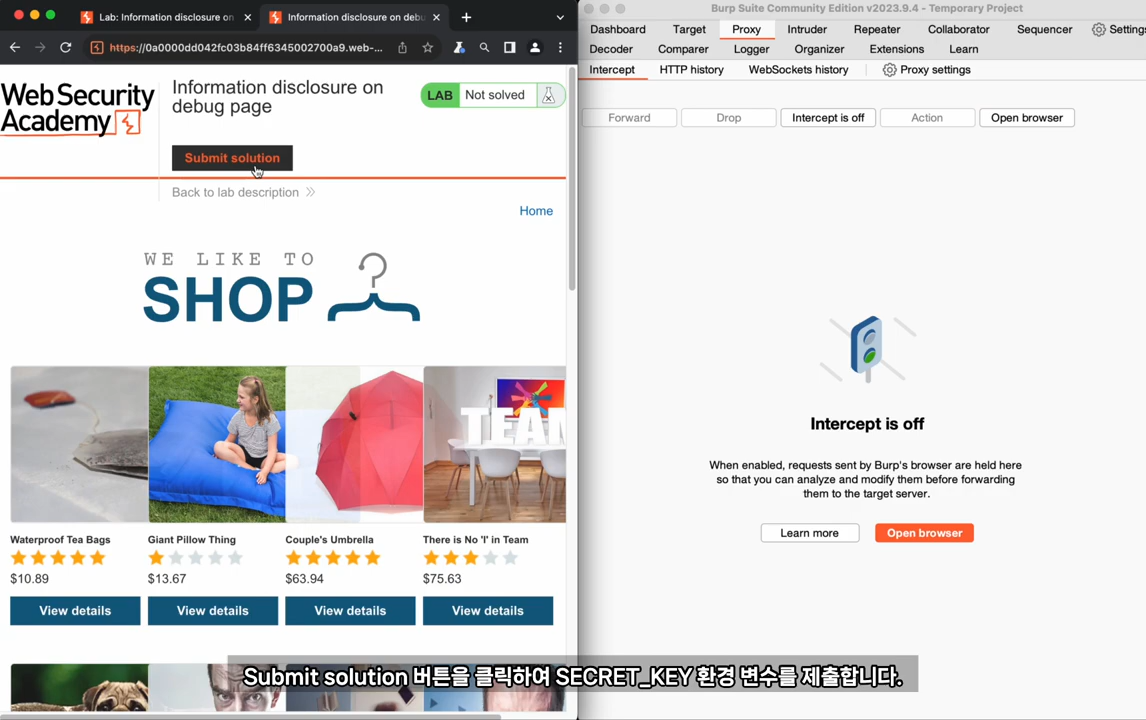 Lab: Information disclosure on
Information disclosure on debu
https://0a0000dd042fc03b84ff6345002700a9.web-...
WebSecurity
Academy
Information disclosure on
debug page
LAB
Not solved
Submit solution
Back to lab description
Home
WE LIKE TO
SHOP
TEAM
Waterproof Tea Bags
Giant Pillow Thing
Couple's Umbrella
There is No 'I' in Team
$10.89
$13.67
$63.94
$75.63
View details
View details
View details
View details
Burp Suite Community Edition v2023.9.4 - Temporary Project
Dashboard
Target
Proxy
Intruder
Repeater
Collaborator
Sequencer
Settings
Decoder
Comparer
Logger
Organizer
Extensions
Learn
Intercept
HTTP history
WebSockets history
Proxy settings
Forward
Drop
Intercept is off
Action
Open browser
Intercept is off
When enabled, requests sent by Burp's browser are held here
so that you can analyze and modify them before forwarding
them to the target server.
Learn more
Open browser
Submit solution 버튼을 클릭하여 SECRET_KEY 환경 변수를 제출합니다.